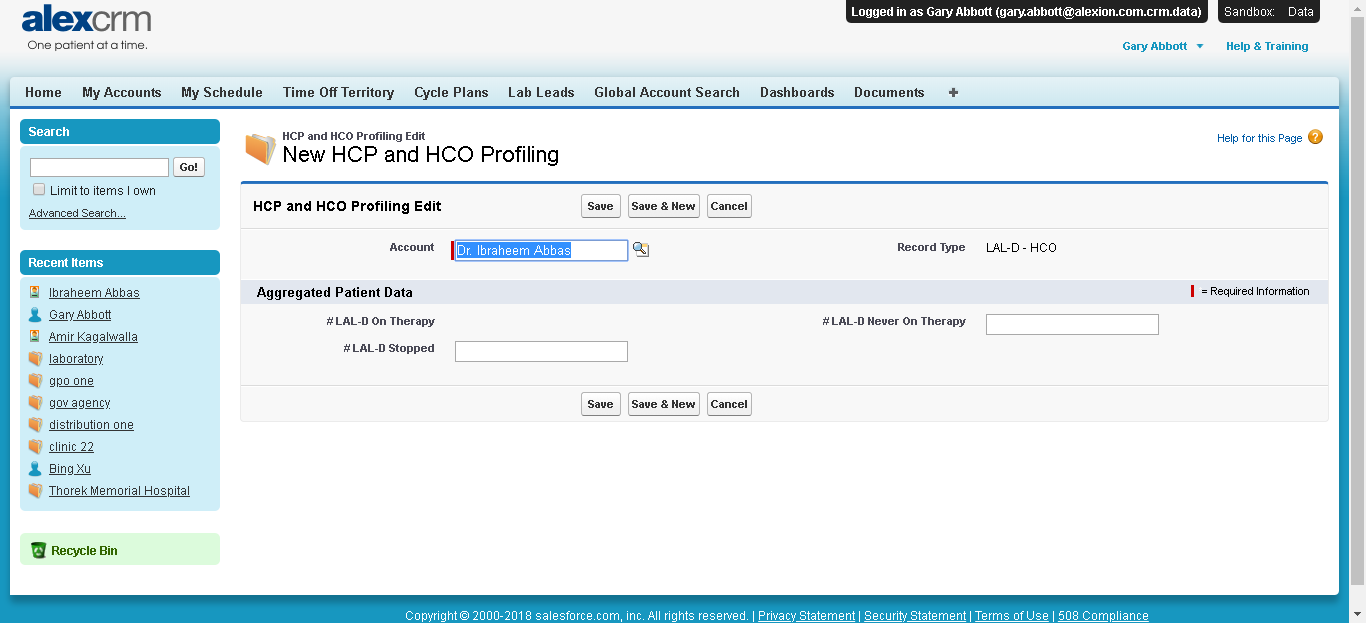 alexcrm
One patient at a time.
Logged in as Gary Abbott (gary.abbott@alexion.com.crm.data)
Sandbox: Data
Gary Abbott
Help & Training
Home My Accounts My Schedule Time Off Territory Cycle Plans Lab Leads Global Account Search Dashboards Documents +
Search
Go!
Limit to items I own
Advanced Search...
Recent Items
Ibraheem Abbas
Gary Abbott
Amir Kagalwalla
laboratory
gpo one
gov agency
distribution one
clinic 22
Bing Xu
Thorek Memorial Hospital
Recycle Bin
HCP and HCO Profiling Edit
New HCP and HCO Profiling
Help for this Page ?
HCP and HCO Profiling Edit
Save Save & New Cancel
Account Dr. Ibraheem Abbas
Record Type LAL-D - HCO
Aggregated Patient Data
= Required Information
# LAL-D On Therapy
# LAL-D Never On Therapy
# LAL-D Stopped
Save Save & New Cancel
Copyright © 2000-2018 salesforce.com, inc. All rights reserved. | Privacy Statement | Security Statement | Terms of Use | 508 Compliance